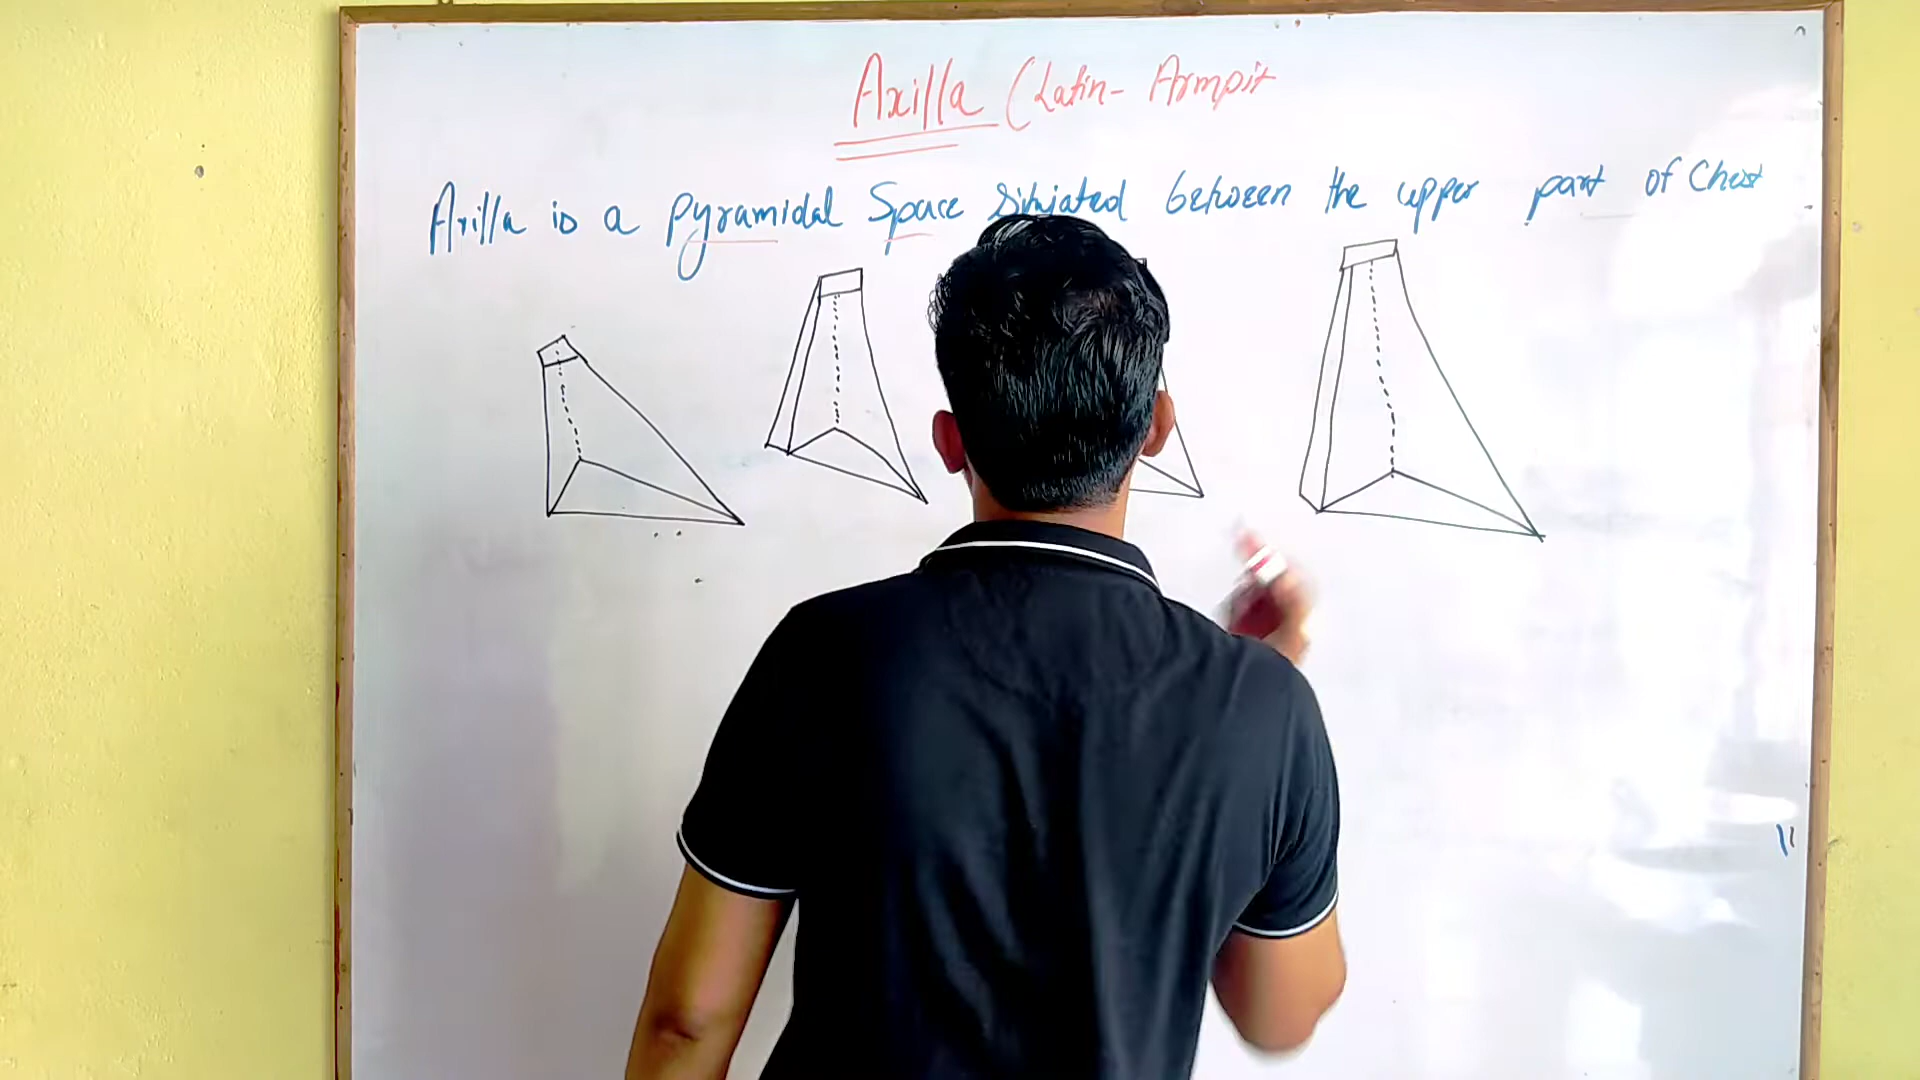 Axilla (Latin- Armpit
Axilla is a pyramidal Space Situated between the upper part of Chest